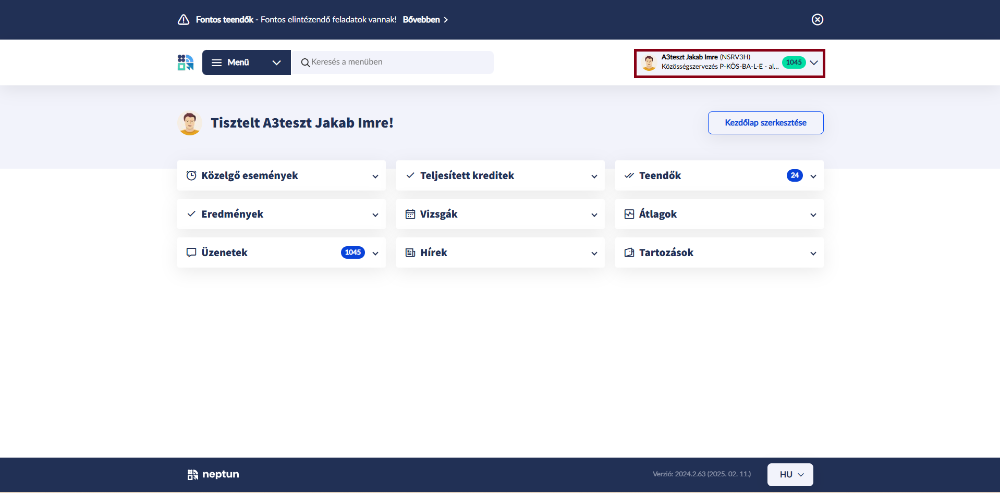 Fontos teendők - Fontos elintézendő feladatok vannak! Bővebben
Menü
Keresés a menüben
A3teszt Jakab Imre (NSRV3H)
Közösségszervezés P-KÖS-BA-L-E - al...
1045
Tisztelt A3teszt Jakab Imre!
Kezdőlap szerkesztése
Közelgő események
Teljesített kreditek
Teendők 24
Eredmények
Vizsgák
Átlagok
Üzenetek 1045
Hírek
Tartozások
neptun
Verzió: 2024.2.63 (2025. 02. 11.)
HU